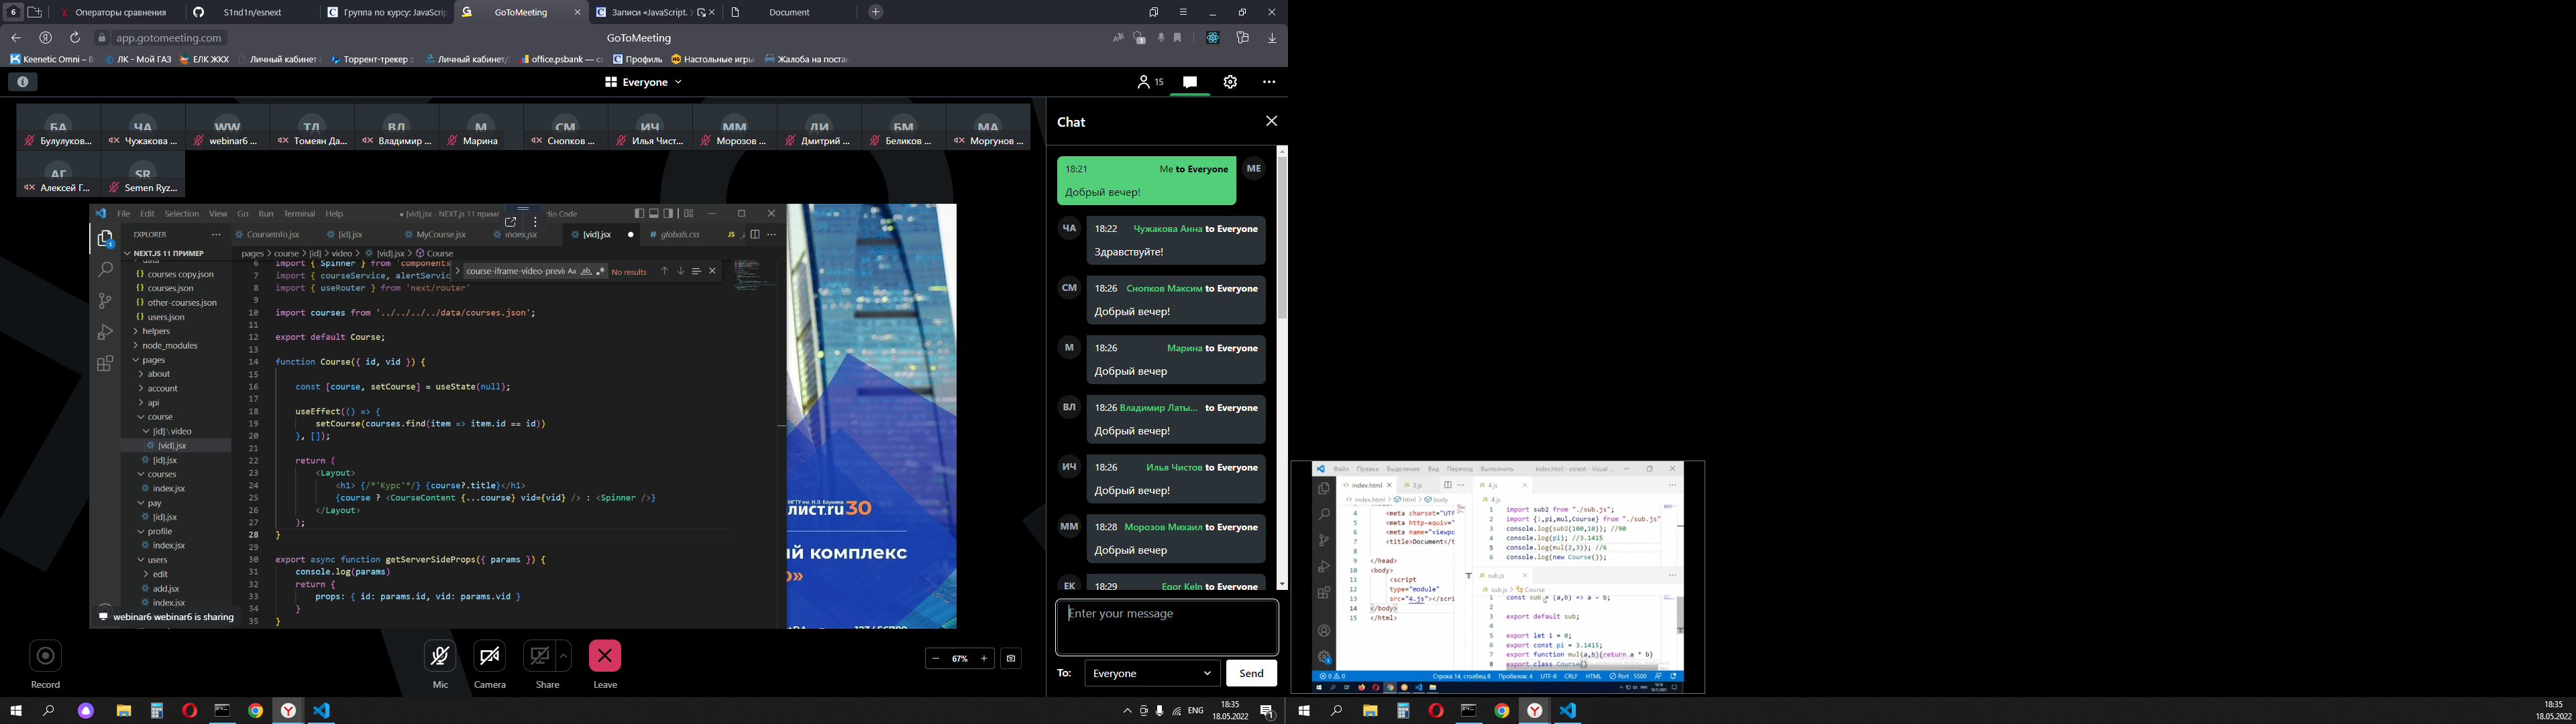 6
Операторы сравнения
S1nd1n/esnext
Группа по курсу: JavaScrip
GoToMeeting
Записи «JavaScript. У
Document
app.gotomeeting.com
GoToMeeting
Keenetic Omni – В
ЛК - Мой ГАЗ
ЕЛК ЖКХ
Личный кабинет
Торрент-трекер ::
Личный кабинет/
office.psbank — с
Профиль
Настольные игры
Жалоба на поста
Everyone
15
БА
Булулуков...
ЧА
Чужакова ...
WW
webinar6 ...
ТД
Томеян Да...
ВЛ
Владимир ...
М
Марина
СМ
Снопков ...
ИЧ
Илья Чист...
ММ
Морозов ...
ДИ
Дмитрий ...
БМ
Беликов ...
МА
Моргунов ...
АГ
Алексей Г...
SR
Semen Ryz...
File Edit Selection View Go Run Terminal Help
● [vid].jsx - NEXT.js 11 приме
dio Code
EXPLORER
CourseInfo.jsx
[id].jsx
MyCourse.jsx
index.jsx
[vid].jsx
globals.css
NEXT.JS 11 ПРИМЕР
pages > course > [id] > video > [vid].jsx > Course
data
courses copy.json
courses.json
other-courses.json
users.json
helpers
node_modules
pages
about
account
api
course
[id] \ video
[vid].jsx
[id].jsx
courses
index.jsx
pay
[id].jsx
profile
index.jsx
users
edit
add.jsx
index.jsx
course-iframe-video-previ
No results
6 import { Spinner } from 'components
7 import { courseService, alertServic
8 import { useRouter } from 'next/router'
9
10 import courses from '../../../../data/courses.json';
11
12 export default Course;
13
14 function Course({ id, vid }) {
15
16 const [course, setCourse] = useState(null);
17
18 useEffect(() => {
19 setCourse(courses.find(item => item.id == id))
20 }, []);
21
22 return (
23 <Layout>
24 <h1> {/*'Курс'*/} {course?.title}</h1>
25 {course ? <CourseContent {...course} vid={vid} /> : <Spinner />}
26 </Layout>
27 );
28 }
29
30 export async function getServerSideProps({ params }) {
31 console.log(params)
32 return {
33 props: { id: params.id, vid: params.vid }
34 }
35 }
МГТУ им. Н.Э. Баумана
лист.ru 30
ий комплекс
о»
webinar6 webinar6 is sharing
Record
Mic
Camera
Share
Leave
67%
Chat
18:21 Me to Everyone
ME
Добрый вечер!
ЧА
18:22 Чужакова Анна to Everyone
Здравствуйте!
СМ
18:26 Снопков Максим to Everyone
Добрый вечер!
М
18:26 Марина to Everyone
Добрый вечер
ВЛ
18:26 Владимир Латы... to Everyone
Добрый вечер!
ИЧ
18:26 Илья Чистов to Everyone
Добрый вечер!
ММ
18:28 Морозов Михаил to Everyone
Добрый вечер
EK
18:29 Egor Keln to Everyone
Enter your message
To:
Everyone
Send
ENG
18:35
18.05.2022
Файл Правка Выделение Вид Переход Выполнить
index.html - esnext - Visual ...
index.html
3.js
4.js
index.html > html > body
4.js
4 <meta charset="UTF
5 <meta http-equiv="
6 <meta name="viewpo
7 <title>Document</t
8
9 </head>
10 <body>
11 <script
12 type="module"
13 src="4.js"></scri
14 </body>
15 </html>
1 import sub2 from "./sub.js";
2 import {i,pi,mul,Course} from "./sub.js"
3 console.log(sub2(100,10)); //90
4 console.log(pi); //3.1415
5 console.log(mul(2,3)); //6
6 console.log(new Course());
sub.js
sub.js > Course
1 const sub = (a,b) => a - b;
2
3 export default sub;
4
5 export let i = 0;
6 export const pi = 3.1415;
7 export function mul(a,b){return a * b}
8 export class Course{}
Строка 14, столбец 8
Пробелов: 4
UTF-8
CRLF
HTML
Port : 5500
18:35
18.05.2022